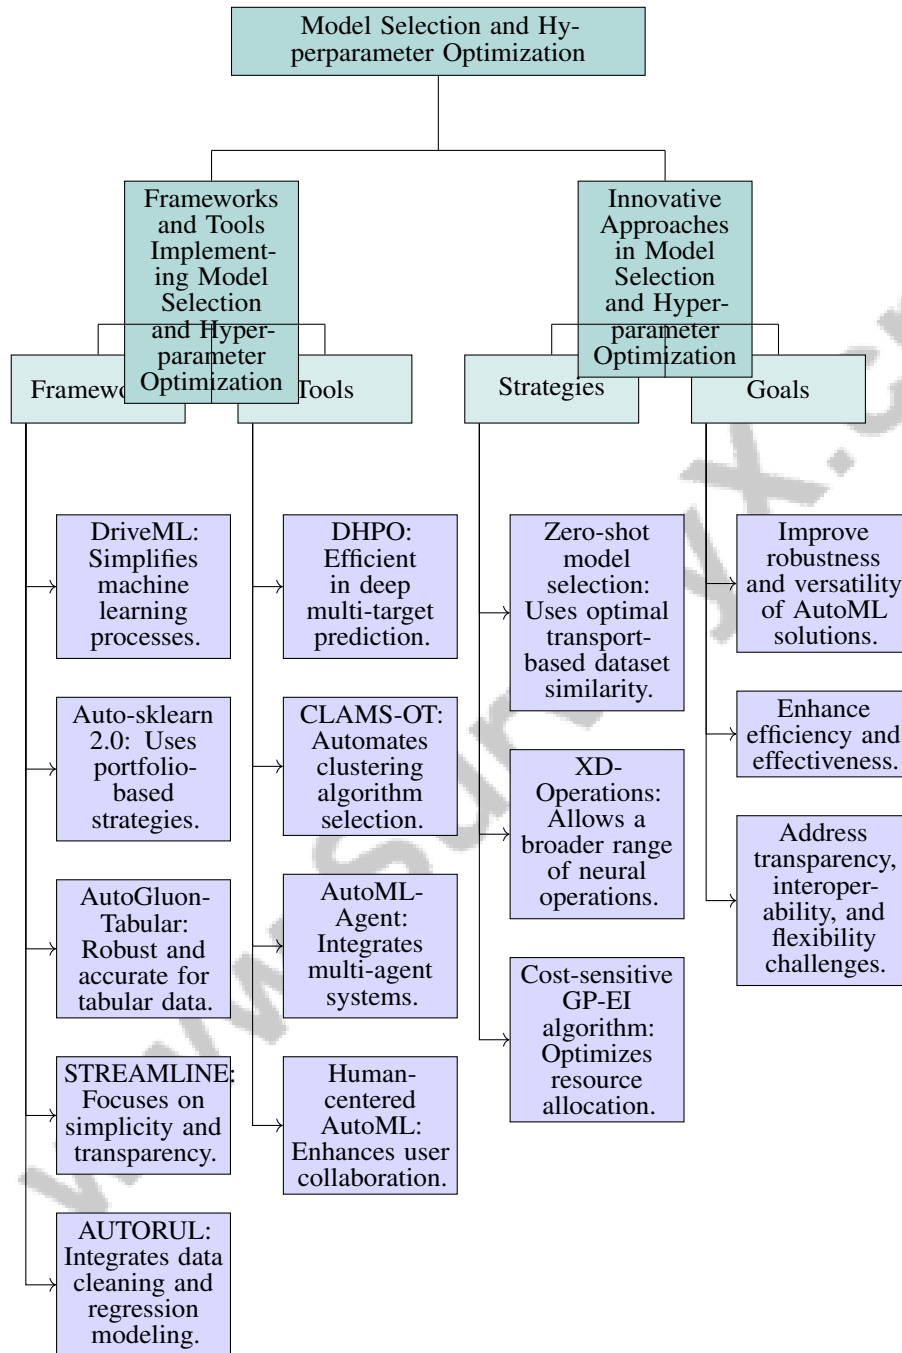 Model Selection and Hy-
perparameter Optimization
Frameworks
and Tools
Implement-
ing Model
Selection
and Hyper-
parameter
Optimization
Innovative
Approaches
in Model
Selection
and Hyper-
parameter
Optimization
Framewo
Tools
Strategies
Goals
DriveML:
Simplifies
machine
learning
processes.
Auto-sklearn
2.0: Uses
portfolio-
based
strategies.
AutoGluon-
Tabular:
Robust and
accurate for
tabular data.
STREAMLINE:
Focuses on
simplicity and
transparency.
AUTORUL:
Integrates data
cleaning and
regression
modeling.
DHPO:
Efficient
in deep
multi-target
prediction.
CLAMS-OT:
Automates
clustering
algorithm
selection.
AutoML-
Agent:
Integrates
multi-agent
systems.
Human-
centered
AutoML:
Enhances user
collaboration.
Zero-shot
model
selection:
Uses optimal
transport-
based dataset
similarity.
XD-
Operations:
Allows a
broader range
of neural
operations.
Cost-sensitive
GP-EI
algorithm:
Optimizes
resource
allocation.
Improve
robustness
and versatility
of AutoML
solutions.
Enhance
efficiency and
effectiveness.
Address
transparency,
interoper-
ability, and
flexibility
challenges.